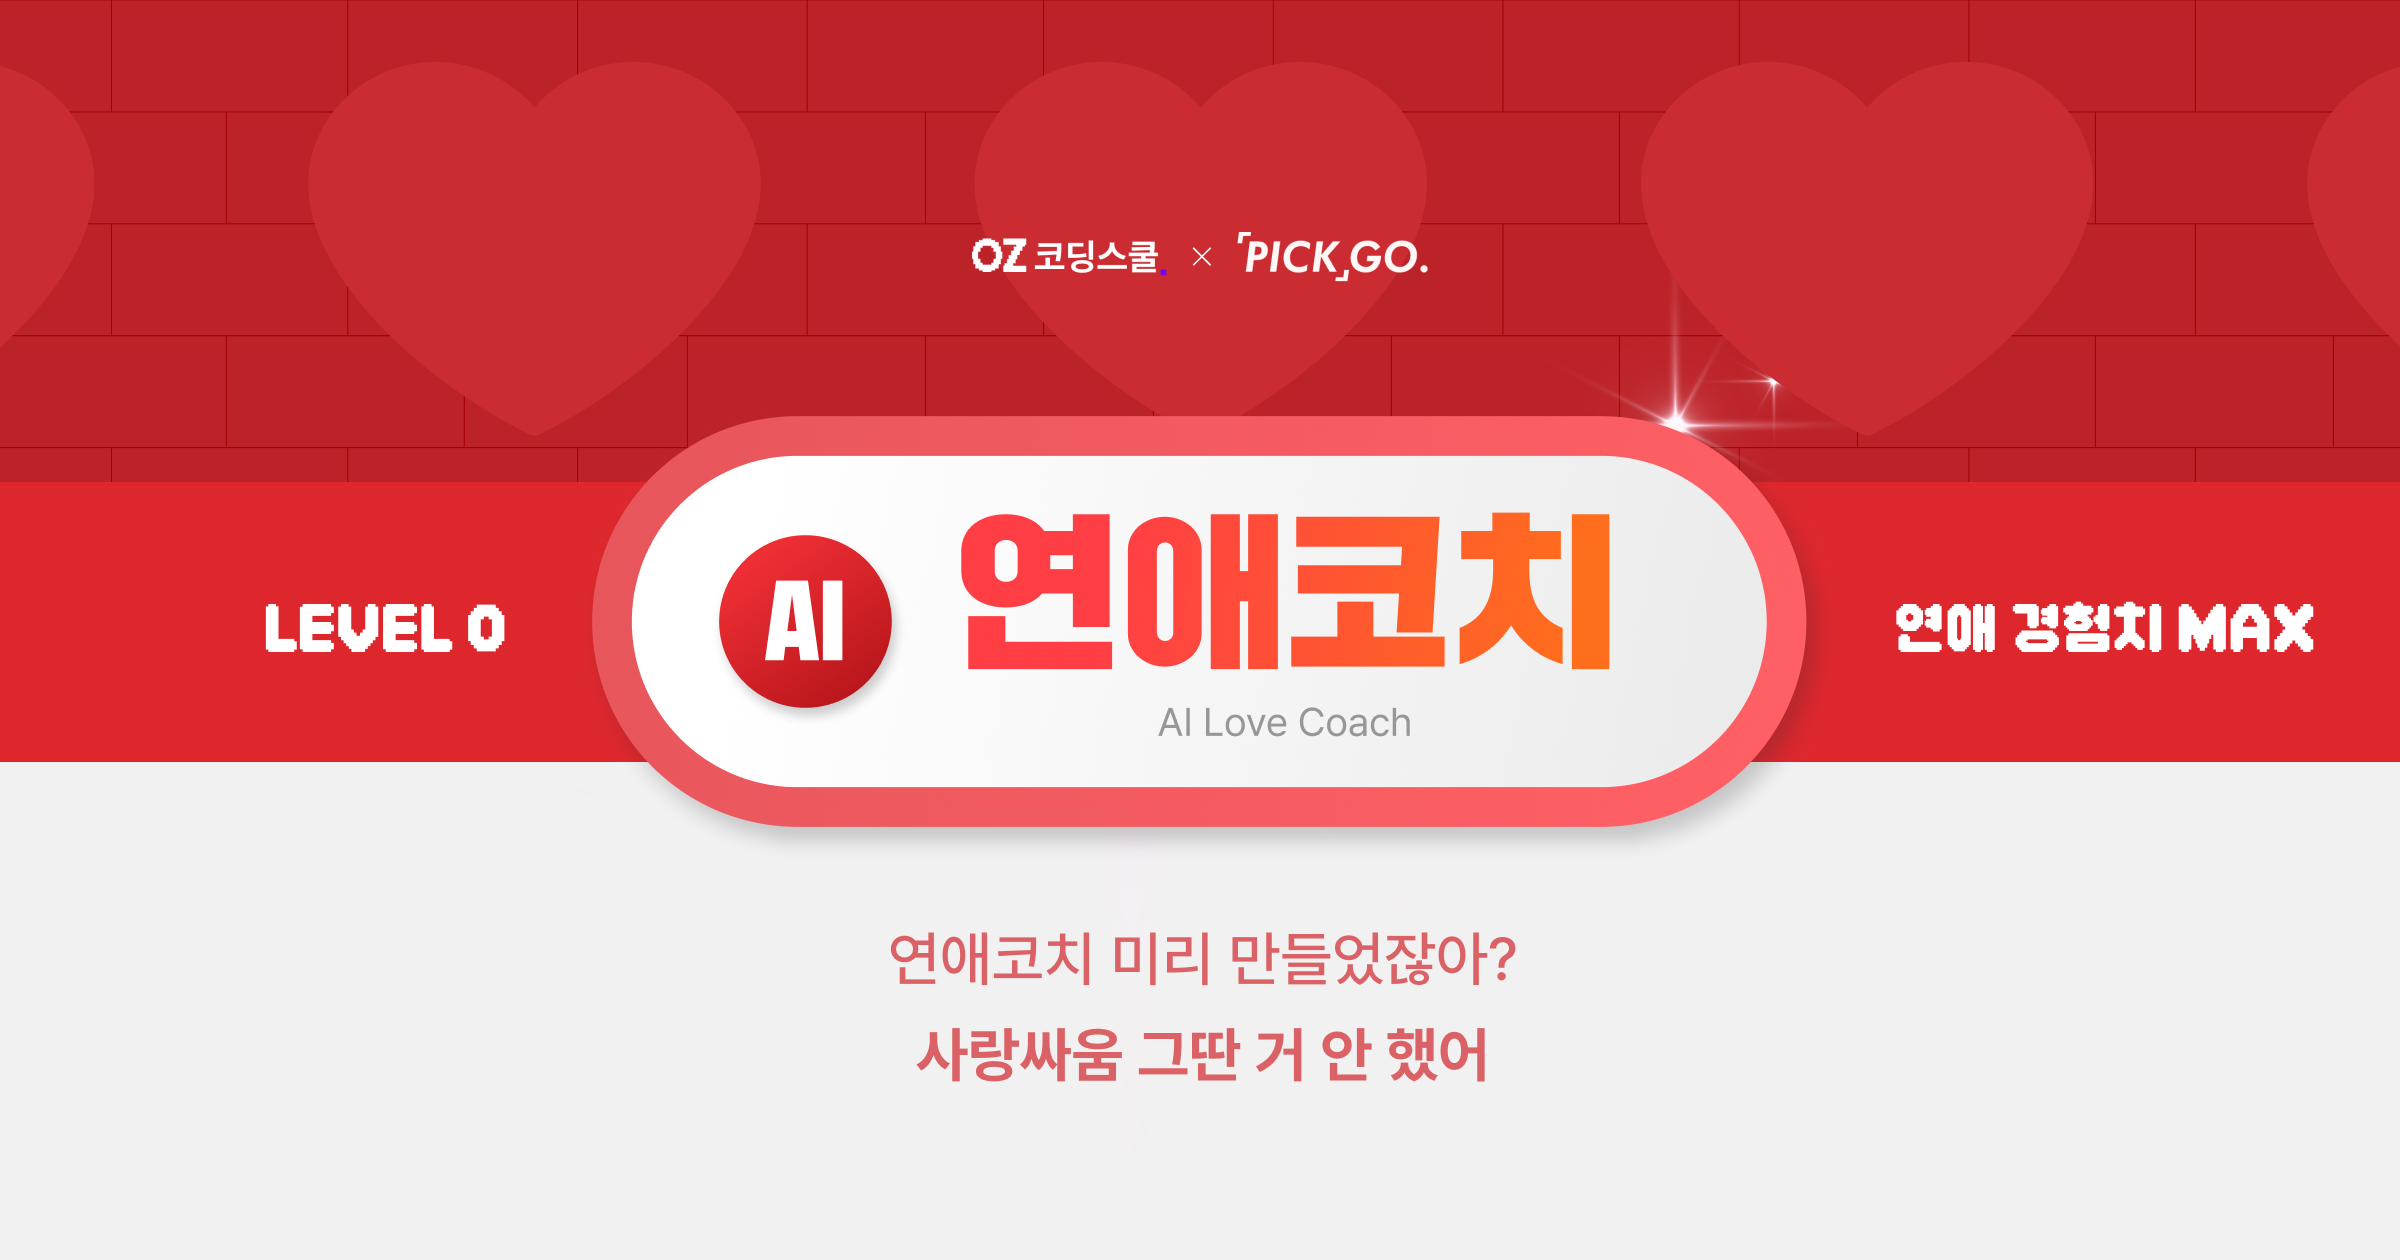 OZ 코딩스쿨. × 「PICK」GO.
LEVEL 0
AI
연애코치
AI Love Coach
연애 경험치 MAX
연애코치 미리 만들었잖아?
사랑싸움 그딴 거 안 했어